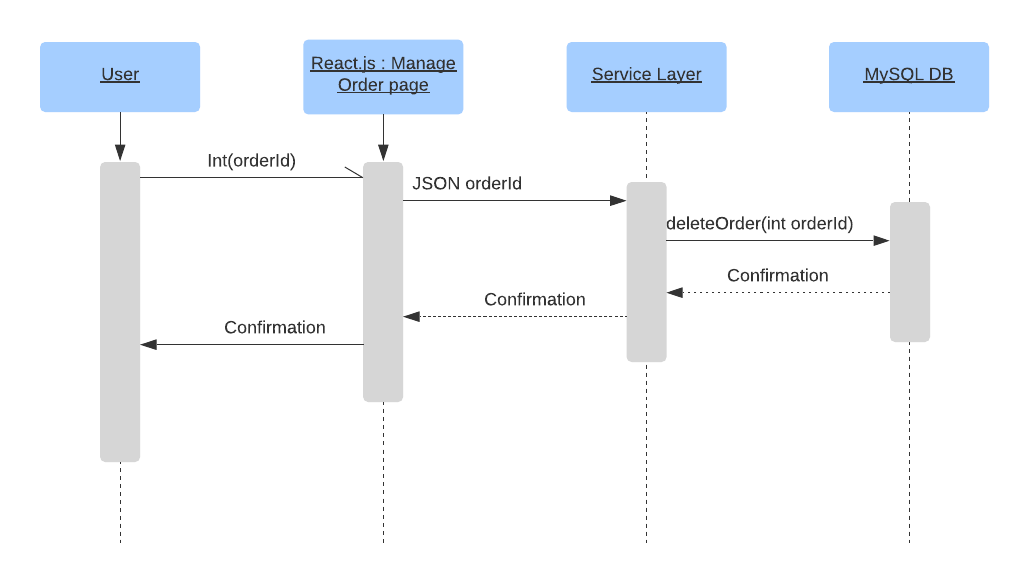 User
React.js : Manage
Order page
Service Layer
MySQL DB
Int(orderId)
JSON orderId
deleteOrder(int orderId)
Confirmation
Confirmation
Confirmation